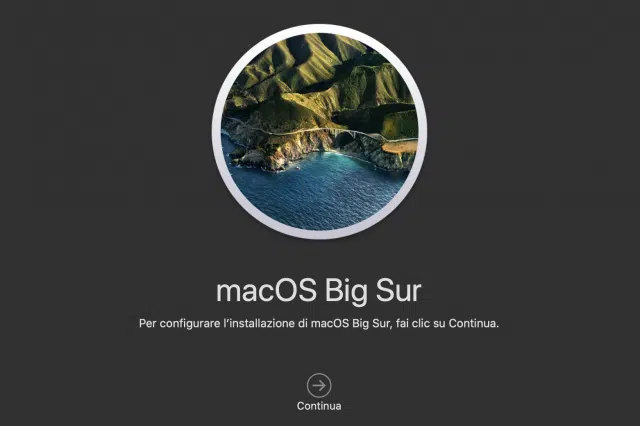 macOS Big Sur
Per configurare l’installazione di macOS Big Sur, fai clic su Continua.
Continua